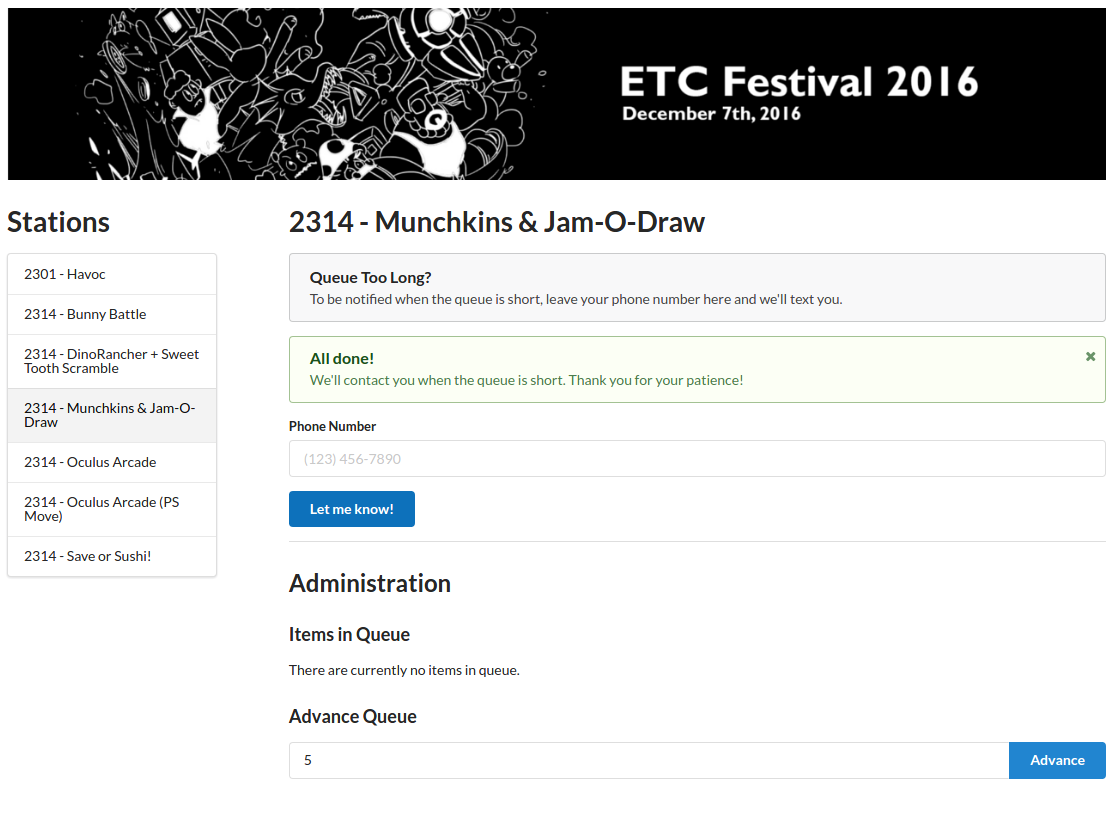 ETC Festival 2016
December 7th, 2016
Stations
2301 - Havoc
2314 - Bunny Battle
2314 - DinoRancher + Sweet
Tooth Scramble
2314 - Munchkins & Jam-O-
Draw
2314 - Oculus Arcade
2314 - Oculus Arcade (PS
Move)
2314 - Save or Sushi!
2314 - Munchkins & Jam-O-Draw
Queue Too Long?
To be notified when the queue is short, leave your phone number here and we'll text you.
All done!
We'll contact you when the queue is short. Thank you for your patience!
Phone Number
(123) 456-7890
Let me know!
Administration
Items in Queue
There are currently no items in queue.
Advance Queue
5
Advance